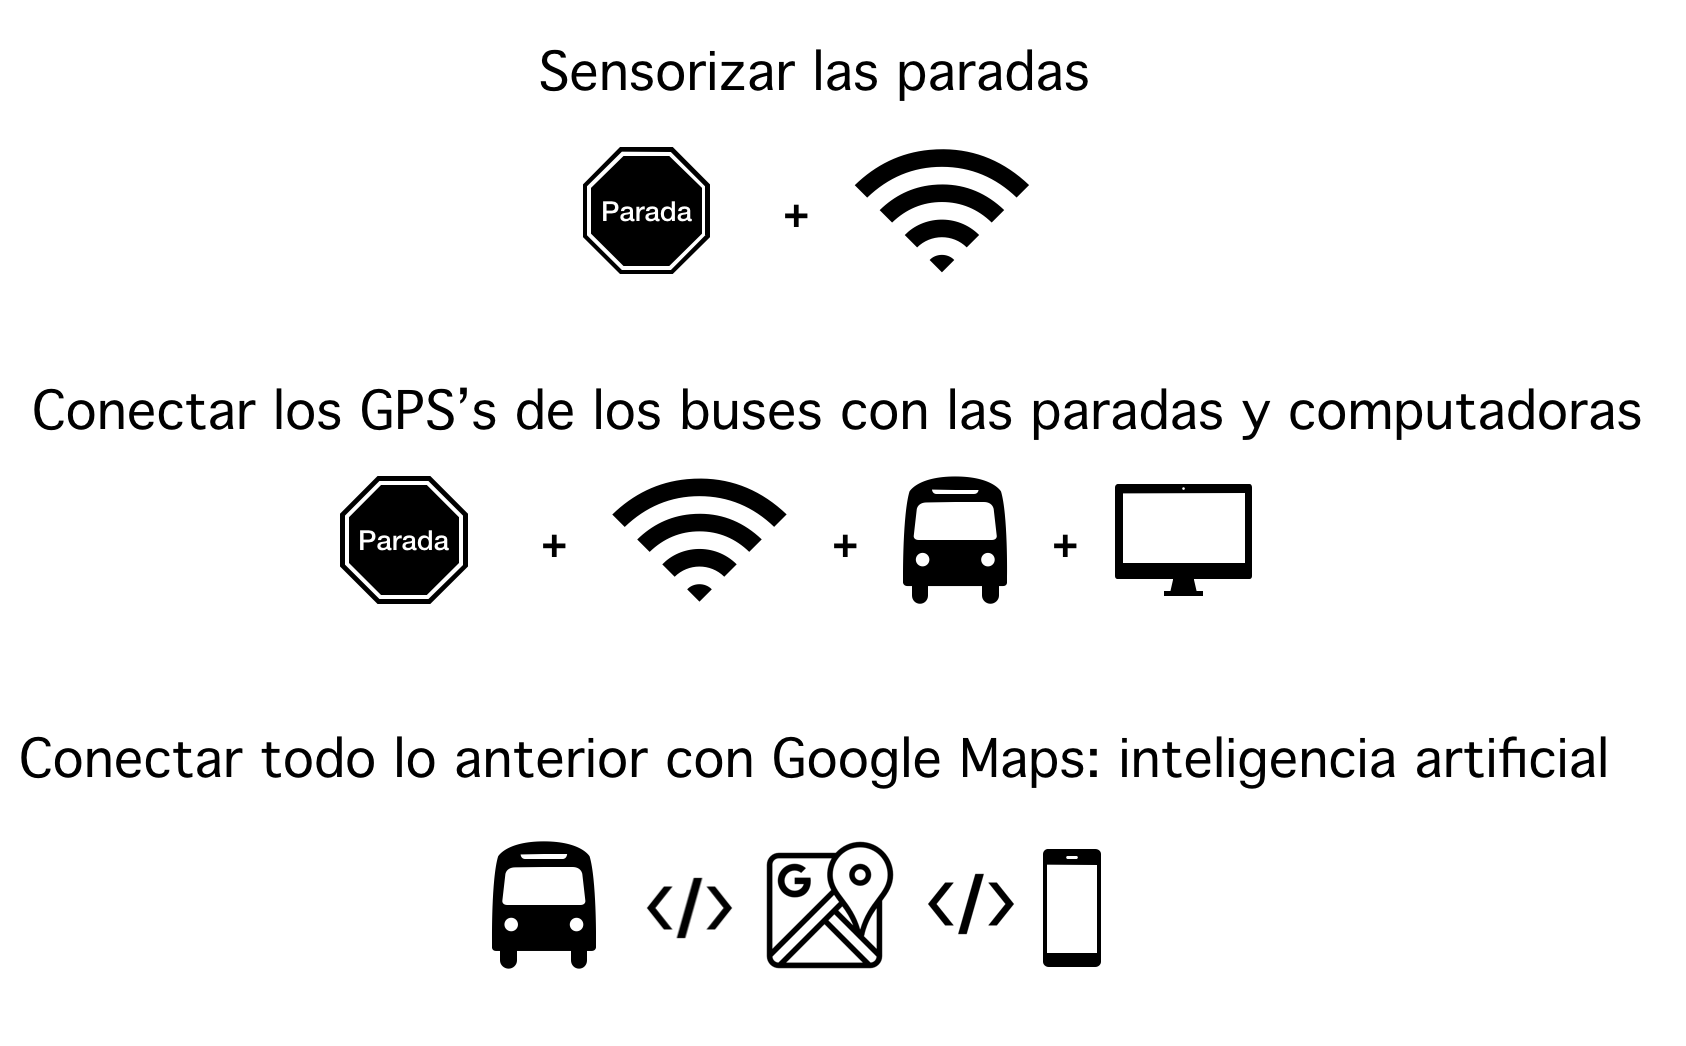 Sensorizar las paradas
Parada
+
Conectar los GPS’s de los buses con las paradas y computadoras
Parada
+ + +
Conectar todo lo anterior con Google Maps: inteligencia artificial
</> G </>